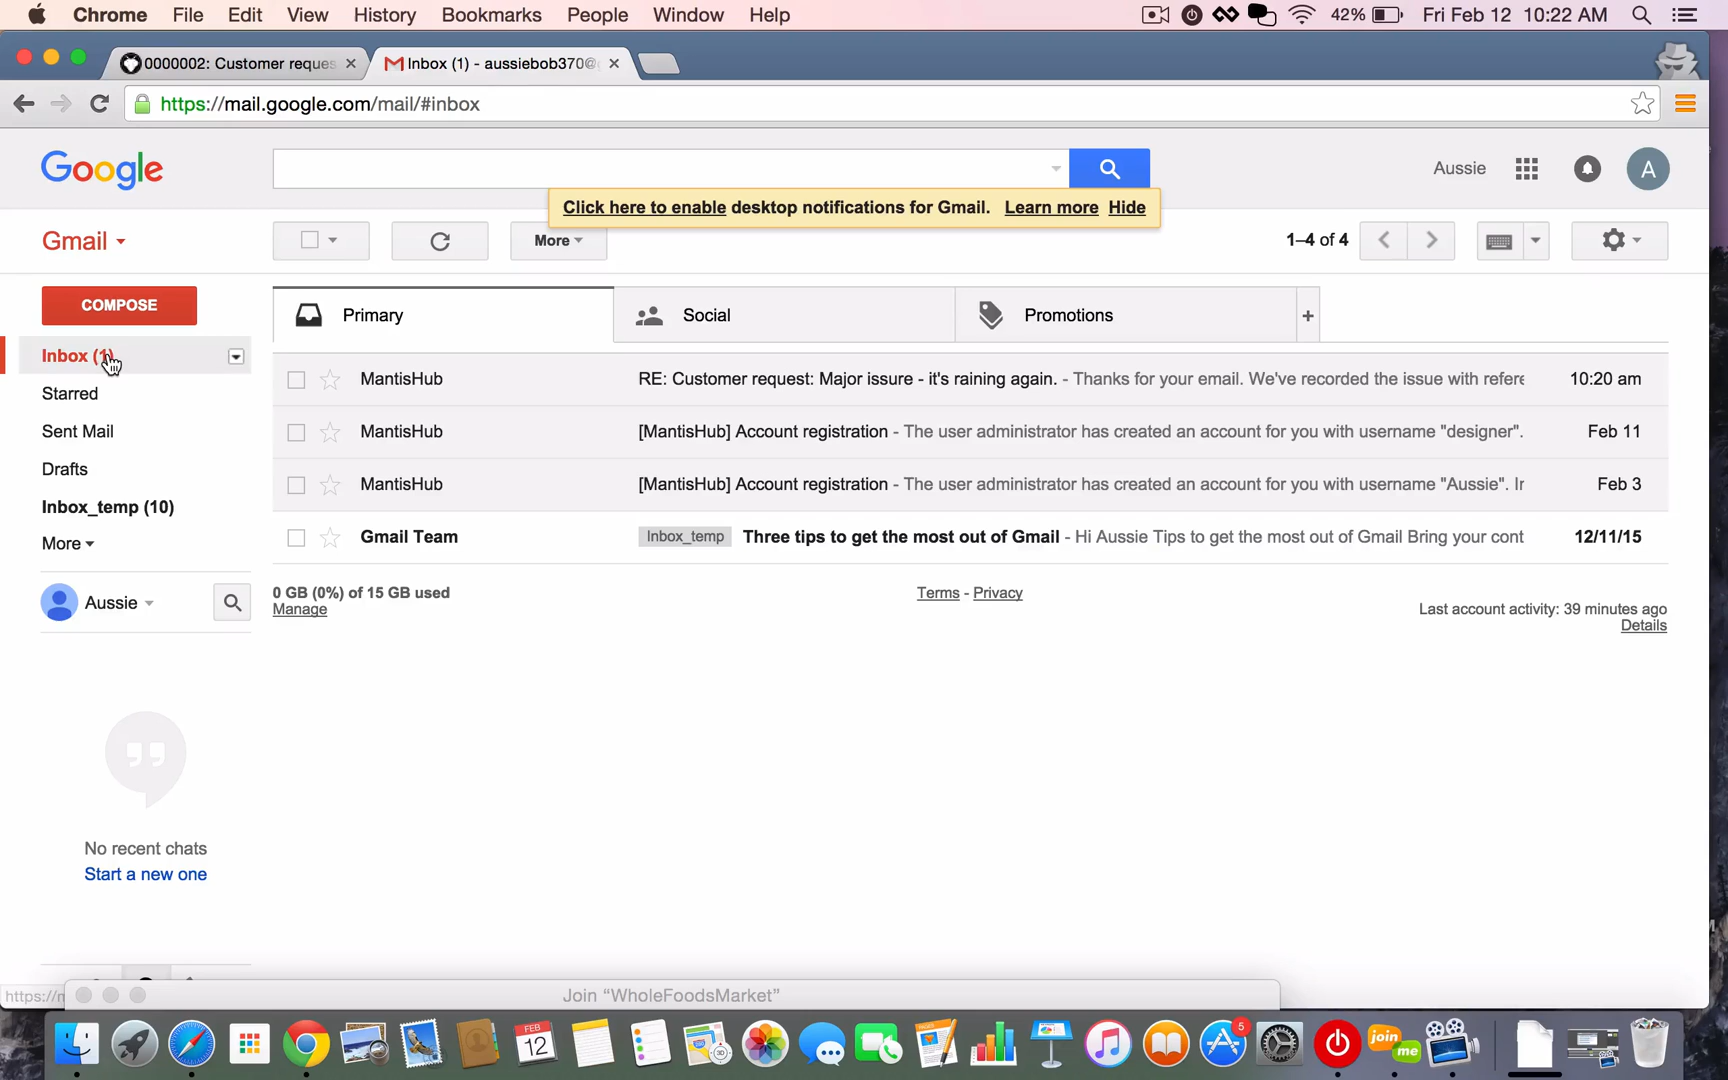 Chrome File Edit View History Bookmarks People Window Help 42% Fri Feb 12 10:22 AM
0000002: Customer reques Inbox (1) - aussiebob370@
https://mail.google.com/mail/#inbox
Google Aussie A
Click here to enable desktop notifications for Gmail. Learn more Hide
Gmail More 1–4 of 4
COMPOSE
Primary Social Promotions +
Inbox (1)
Starred
Sent Mail
Drafts
Inbox_temp (10)
More
MantisHub RE: Customer request: Major issure - it's raining again. - Thanks for your email. We've recorded the issue with refere 10:20 am
MantisHub [MantisHub] Account registration - The user administrator has created an account for you with username "designer". Feb 11
MantisHub [MantisHub] Account registration - The user administrator has created an account for you with username "Aussie". Ir Feb 3
Gmail Team Inbox_temp Three tips to get the most out of Gmail - Hi Aussie Tips to get the most out of Gmail Bring your cont 12/11/15
Aussie
0 GB (0%) of 15 GB used
Manage
Terms - Privacy
Last account activity: 39 minutes ago
Details
No recent chats
Start a new one
https://m
Join “WholeFoodsMarket”
FEB
12
3D
PAGES
5
join
me